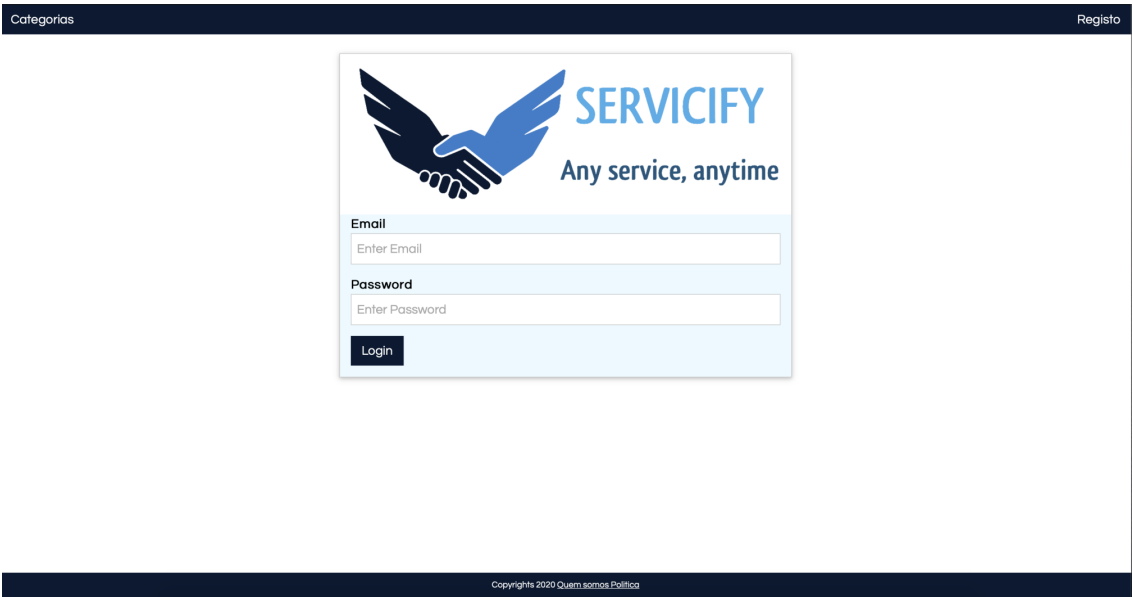 Categorias
Registo
SERVICIFY
Any service, anytime
Email
Enter Email
Password
Enter Password
Login
Copyrights 2020 Quem somos Politica